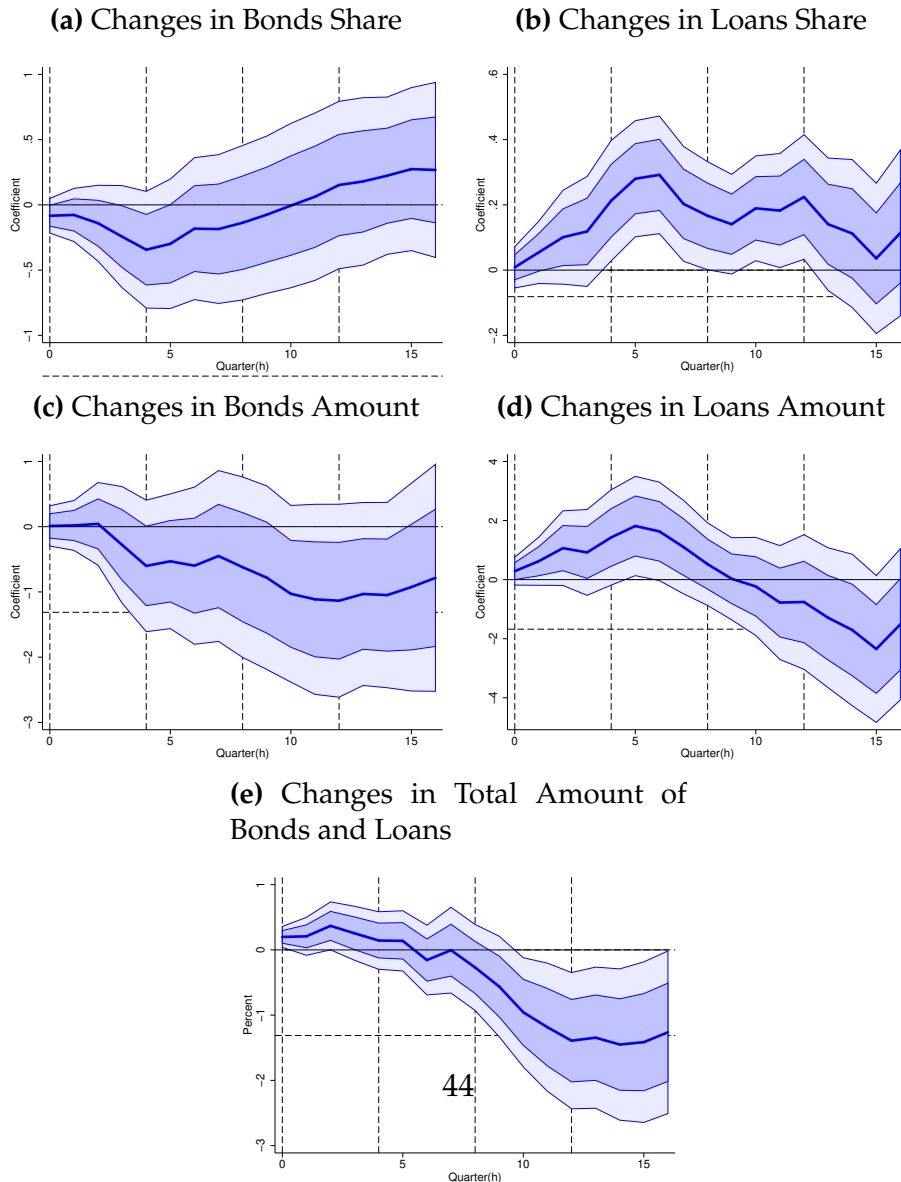 (a) Changes in Bonds Share
(b) Changes in Loans Share
1
.5
0
-.5
-1
Coefficient
0
5
10
15
Quarter(h)
.6
.4
.2
0
-.2
Coefficient
0
5
10
15
Quarter(h)
(c) Changes in Bonds Amount
(d) Changes in Loans Amount
1
0
-1
-2
-3
Coefficient
0
5
10
15
Quarter(h)
4
2
0
-2
-4
Coefficient
0
5
10
15
Quarter(h)
(e) Changes in Total Amount of
Bonds and Loans
1
0
-1
-2
-3
Percent
44
0
5
10
15
Quarter(h)